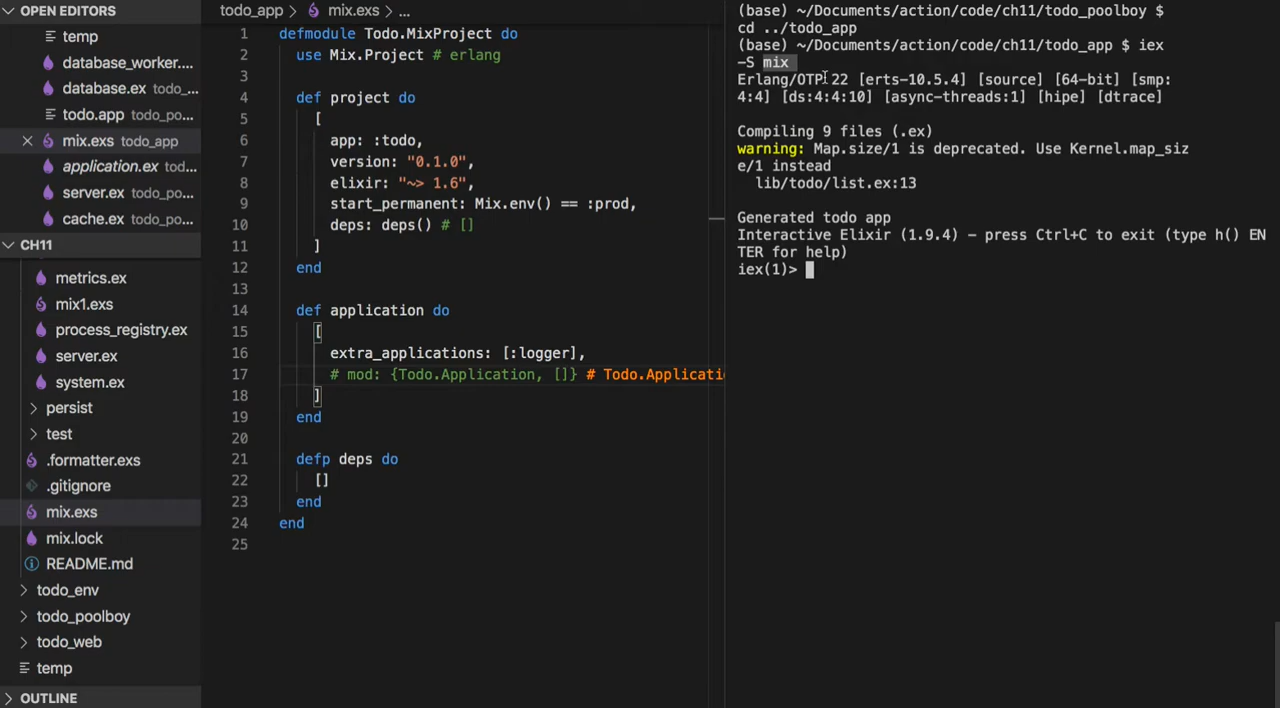 OPEN EDITORS
temp
database_worker....
database.ex todo_...
todo.app todo_po...
mix.exs todo_app
application.ex tod...
server.ex todo_po...
cache.ex todo_po...
CH11
metrics.ex
mix1.exs
process_registry.ex
server.ex
system.ex
persist
test
.formatter.exs
.gitignore
mix.exs
mix.lock
README.md
todo_env
todo_poolboy
todo_web
temp
OUTLINE
todo_app > mix.exs > ...
1 defmodule Todo.MixProject do
2 use Mix.Project # erlang
3
4 def project do
5 [
6 app: :todo,
7 version: "0.1.0",
8 elixir: "~> 1.6",
9 start_permanent: Mix.env() == :prod,
10 deps: deps() # []
11 ]
12 end
13
14 def application do
15 [
16 extra_applications: [:logger],
17 # mod: {Todo.Application, []} # Todo.Applicati
18 ]
19 end
20
21 defp deps do
22 []
23 end
24 end
25
(base) ~/Documents/action/code/ch11/todo_poolboy $
cd ../todo_app
(base) ~/Documents/action/code/ch11/todo_app $ iex
-S mix
Erlang/OTP 22 [erts-10.5.4] [source] [64-bit] [smp:
4:4] [ds:4:4:10] [async-threads:1] [hipe] [dtrace]
Compiling 9 files (.ex)
warning: Map.size/1 is deprecated. Use Kernel.map_siz
e/1 instead
lib/todo/list.ex:13
Generated todo app
Interactive Elixir (1.9.4) - press Ctrl+C to exit (type h() EN
TER for help)
iex(1)>